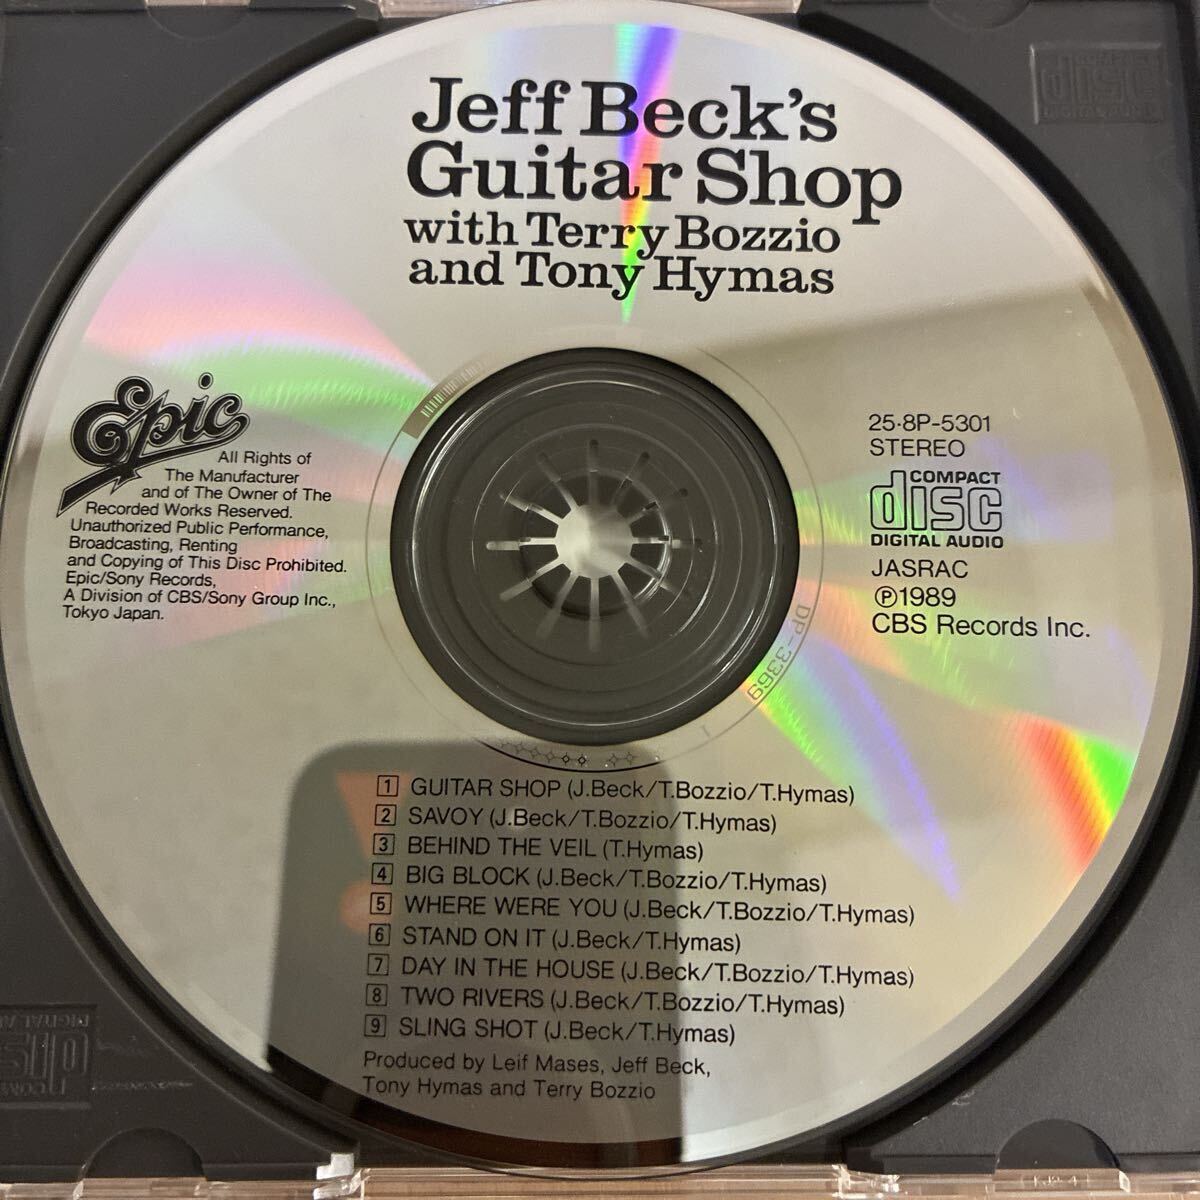 Jeff Beck's
Guitar Shop
with Terry Bozzio
and Tony Hymas
Epic
All Rights of
The Manufacturer
and of The Owner of The
Recorded Works Reserved.
Unauthorized Public Performance,
Broadcasting, Renting
and Copying of This Disc Prohibited.
Epic/Sony Records,
A Division of CBS/Sony Group Inc.,
Tokyo Japan.
25·8P-5301
STEREO
COMPACT
disc
DIGITAL AUDIO
JASRAC
℗1989
CBS Records Inc.
DP-3369
1 GUITAR SHOP (J.Beck/T.Bozzio/T.Hymas)
2 SAVOY (J.Beck/T.Bozzio/T.Hymas)
3 BEHIND THE VEIL (T.Hymas)
4 BIG BLOCK (J.Beck/T.Bozzio/T.Hymas)
5 WHERE WERE YOU (J.Beck/T.Bozzio/T.Hymas)
6 STAND ON IT (J.Beck/T.Hymas)
7 DAY IN THE HOUSE (J.Beck/T.Bozzio/T.Hymas)
8 TWO RIVERS (J.Beck/T.Bozzio/T.Hymas)
9 SLING SHOT (J.Beck/T.Hymas)
Produced by Leif Mases, Jeff Beck,
Tony Hymas and Terry Bozzio
disc
disc
DIGITAL